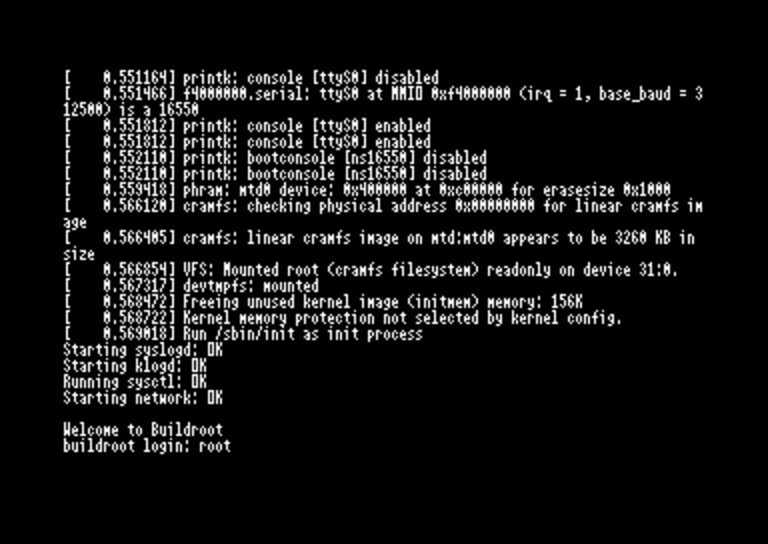 [    0.551164] printk: console [ttyS0] disabled
[    0.551466] f4000000.serial: ttyS0 at MMIO 0xf4000000 (irq = 1, base_baud = 3
12500) is a 16550
[    0.551812] printk: console [ttyS0] enabled
[    0.551812] printk: console [ttyS0] enabled
[    0.552110] printk: bootconsole [ns16550] disabled
[    0.552110] printk: bootconsole [ns16550] disabled
[    0.559418] phram: mtd0 device: 0x400000 at 0xc00000 for erasesize 0x1000
[    0.566120] cramfs: checking physical address 0x00000000 for linear cramfs im
age
[    0.566405] cramfs: linear cramfs image on mtd:mtd0 appears to be 3260 KB in
size
[    0.566854] VFS: Mounted root (cramfs filesystem) readonly on device 31:0.
[    0.567317] devtmpfs: mounted
[    0.568472] Freeing unused kernel image (initmem) memory: 156K
[    0.568722] Kernel memory protection not selected by kernel config.
[    0.569018] Run /sbin/init as init process
Starting syslogd: OK
Starting klogd: OK
Running sysctl: OK
Starting network: OK
Welcome to Buildroot
buildroot login: root